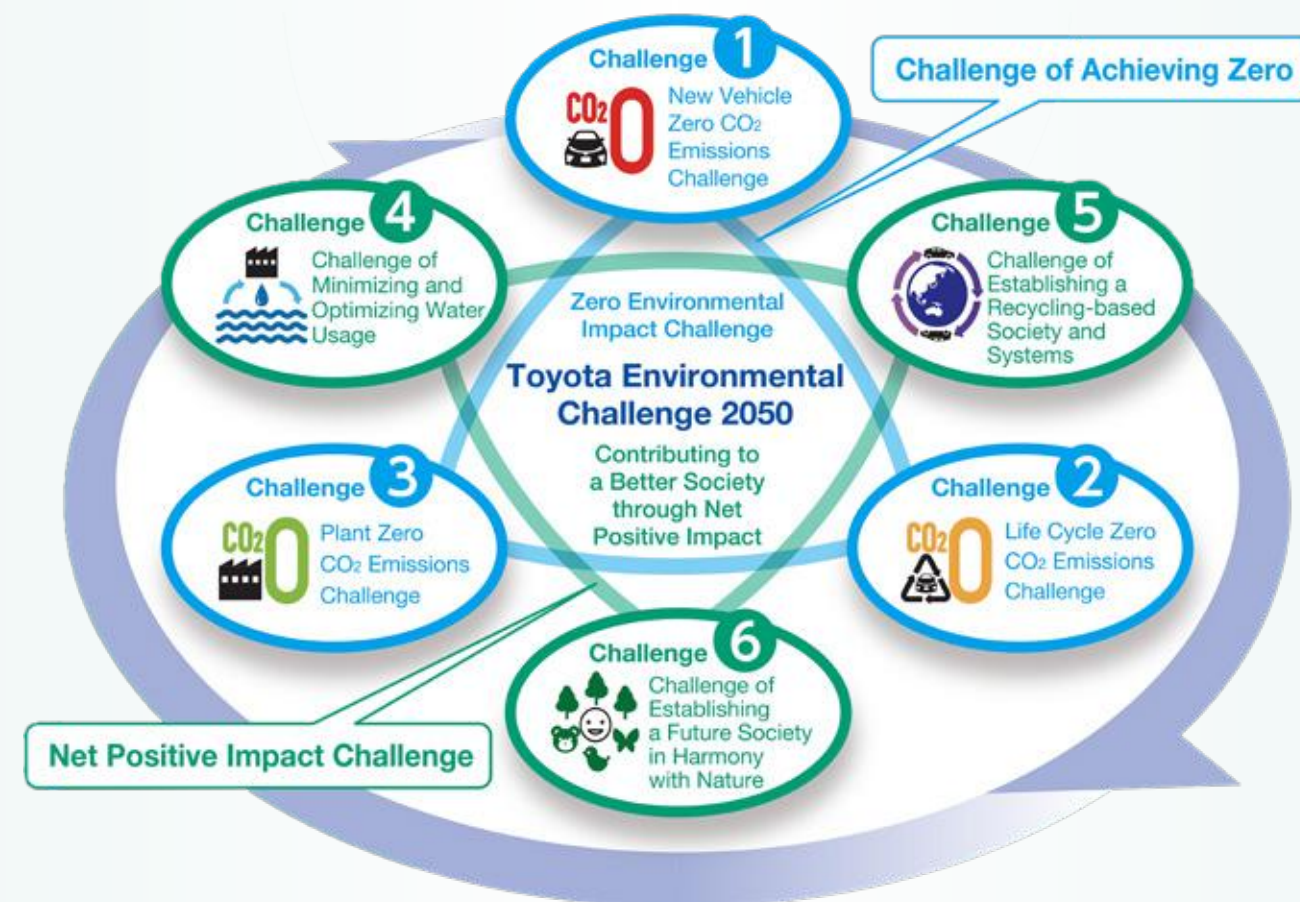 Challenge 1
CO2 0
New Vehicle
Zero CO2
Emissions
Challenge
Challenge of Achieving Zero
Challenge 4
Challenge of
Minimizing and
Optimizing Water
Usage
Challenge 5
Challenge of
Establishing a
Recycling-based
Society and
Systems
Zero Environmental
Impact Challenge
Toyota Environmental
Challenge 2050
Contributing to
a Better Society
through Net
Positive Impact
Challenge 3
CO2 0
Plant Zero
CO2 Emissions
Challenge
Challenge 2
CO2 0
Life Cycle Zero
CO2 Emissions
Challenge
Challenge 6
Challenge of
Establishing
a Future Society
in Harmony
with Nature
Net Positive Impact Challenge